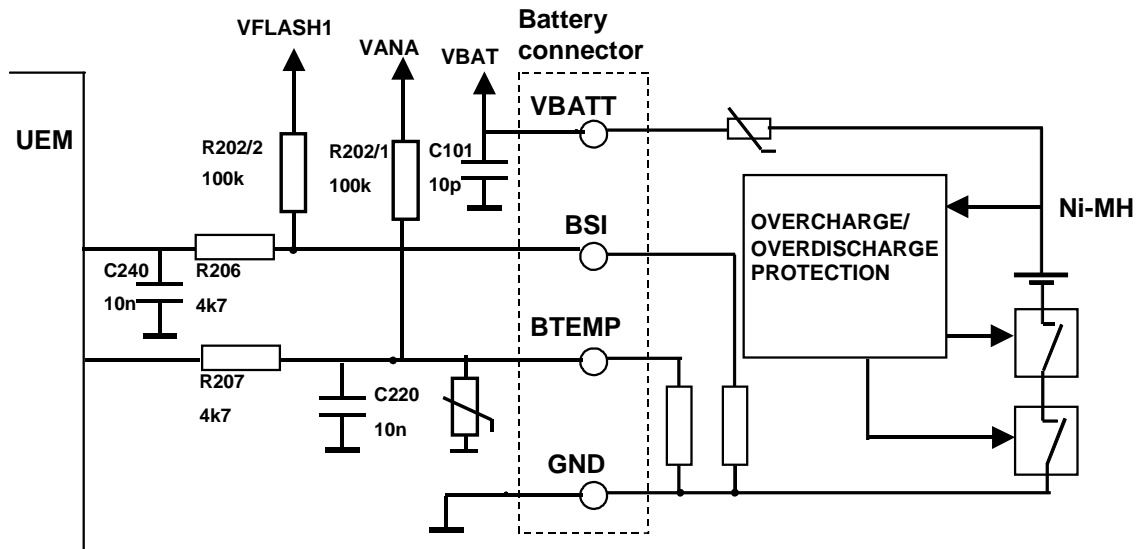 Battery
connector
VFLASH1
VANA
VBAT
VBATT
UEM
R202/2
100k
R202/1
100k
C101
10p
BSI
Ni-MH
OVERCHARGE/
OVERDISCHARGE
PROTECTION
C240
10n
R206
4k7
BTEMP
R207
4k7
C220
10n
GND